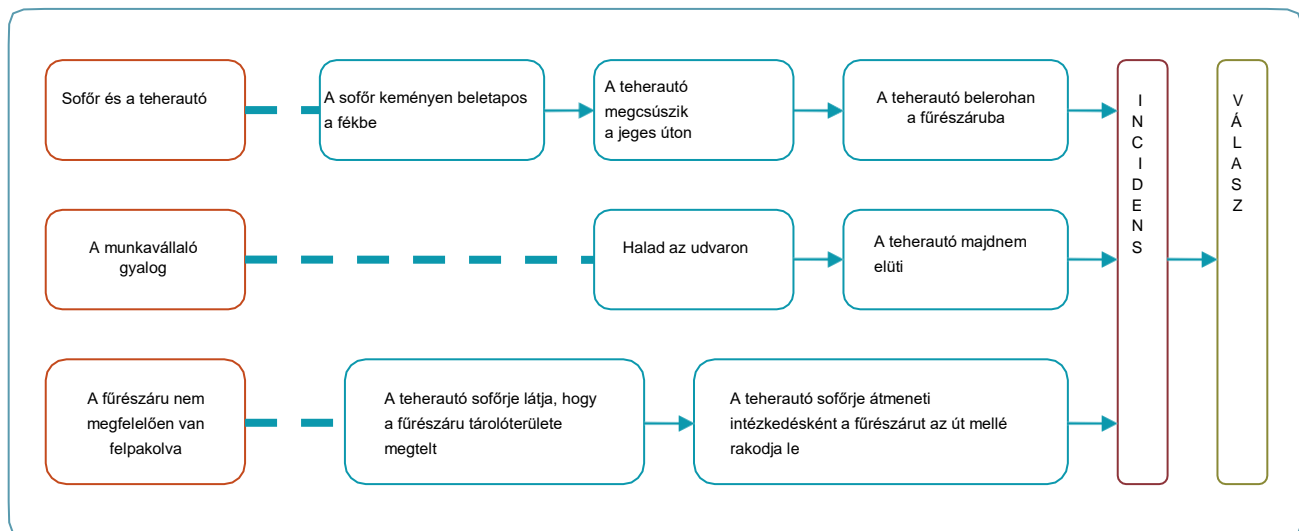 Sofőr és a teherautó
A sofőr keményen beletapos
a fékbe
A teherautó
megcsúszik
a jeges úton
A teherautó belerohan
a fűrészáruba
A munkavállaló
gyalog
Halad az udvaron
A teherautó majdnem
elüti
A fűrészáru nem
megfelelően van
felpakolva
A teherautó sofőrje látja, hogy
a fűrészáru tárolóterülete
megtelt
A teherautó sofőrje átmeneti
intézkedésként a fűrészárut az út mellé
rakodja le
I
N
C
I
D
E
N
S
V
Á
L
A
S
Z